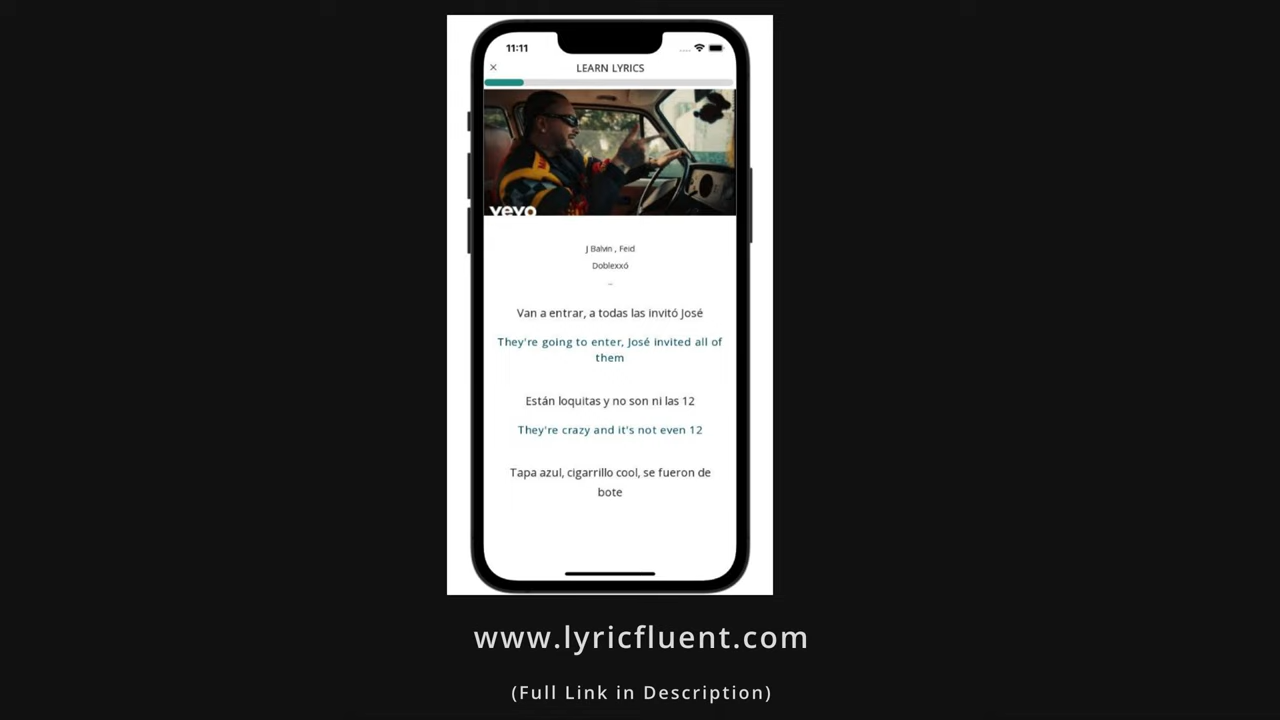 11:11
LEARN LYRICS
vevo
J Balvin , Feid
Doblexxó
Van a entrar, a todas las invitó José
They're going to enter, José invited all of
them
Están loquitas y no son ni las 12
They're crazy and it's not even 12
Tapa azul, cigarrillo cool, se fueron de
bote
www.lyricfluent.com
(Full Link in Description)